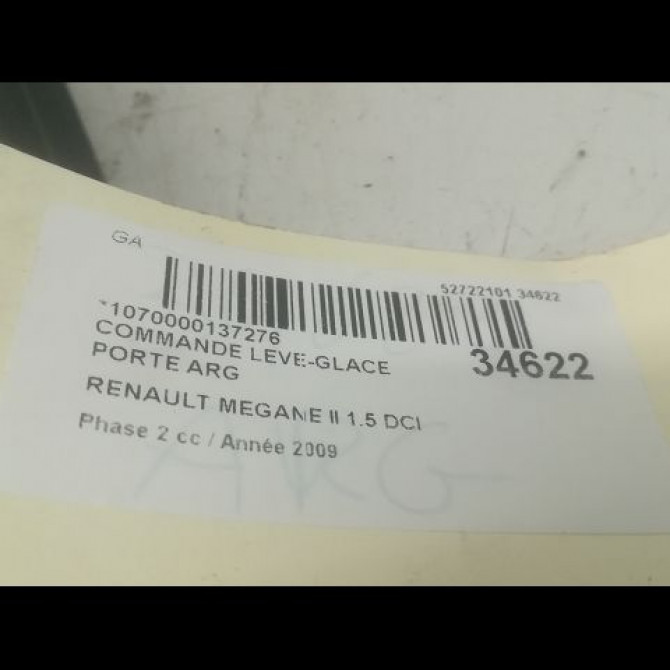 GA
52722101 34622
*1070000137276
34622
COMMANDE LEVE-GLACE
PORTE ARG
RENAULT MEGANE II 1.5 DCI
Phase 2 cc / Année 2009
ARG